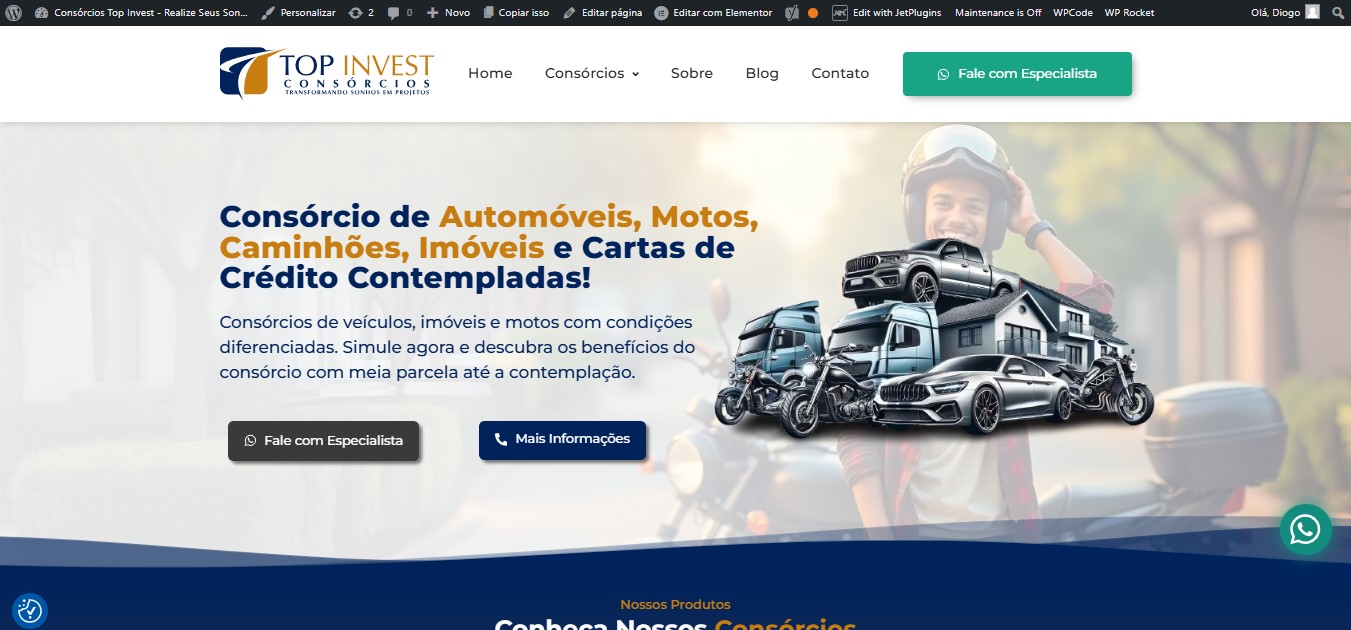 Consórcios Top Invest - Realize Seus Son... Personalizar 2 0 Novo Copiar isso Editar página Editar com Elementor Edit with JetPlugins Maintenance is Off WPCode WP Rocket Olá, Diogo
TOP INVEST
CONSÓRCIOS
TRANSFORMANDO SONHOS EM PROJETOS
Home Consórcios Sobre Blog Contato Fale com Especialista
Consórcio de Automóveis, Motos,
Caminhões, Imóveis e Cartas de
Crédito Contempladas!
Consórcios de veículos, imóveis e motos com condições
diferenciadas. Simule agora e descubra os benefícios do
consórcio com meia parcela até a contemplação.
Fale com Especialista Mais Informações
Nossos Produtos
Conheça Nossos Consórcios